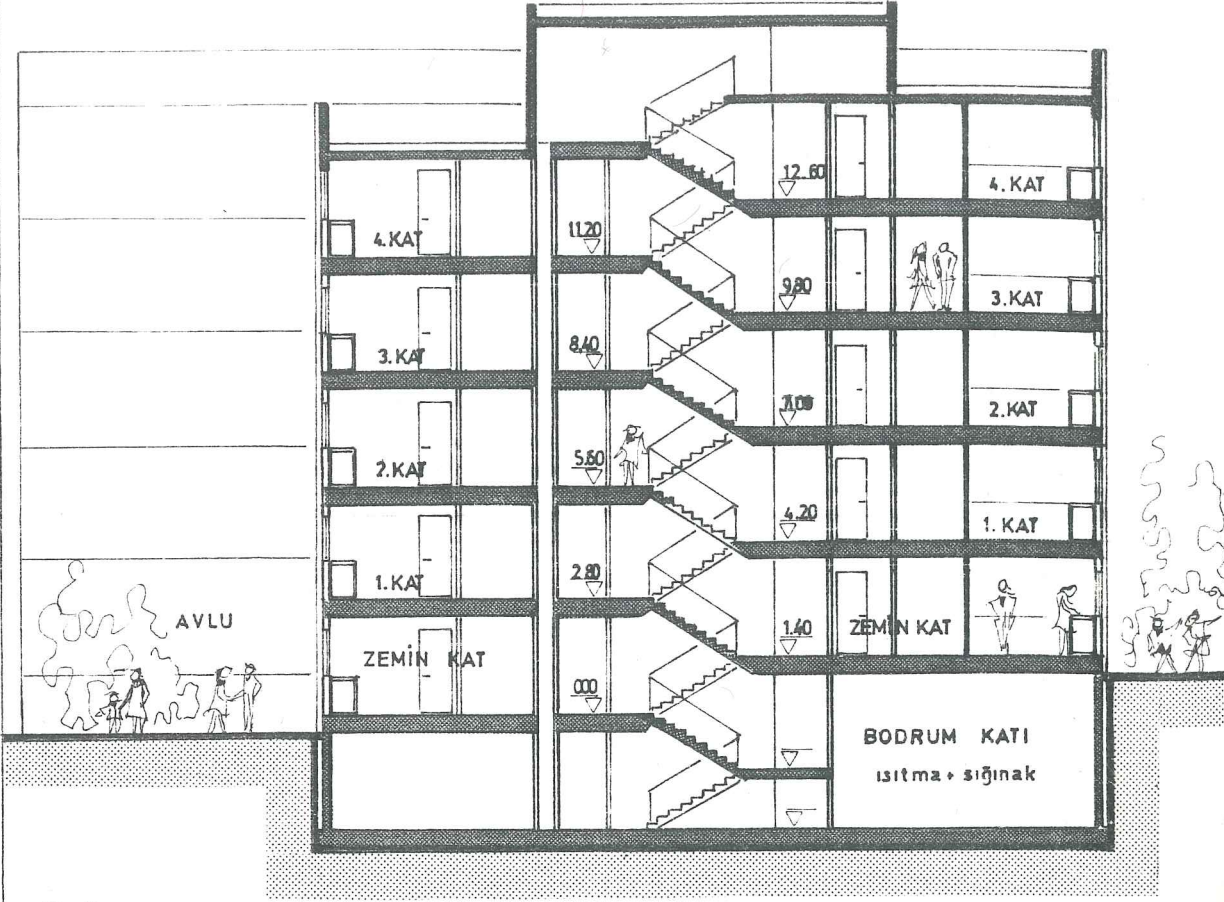 12.60
4. KAT
4. KAT
11.20
9.80
3. KAT
3. KAT
8.40
7.00
2. KAT
2. KAT
5.60
4.20
1. KAT
1. KAT
2.80
AVLU
1.40
ZEMİN KAT
ZEMİN KAT
000
BODRUM KATI
ısıtma + sığınak